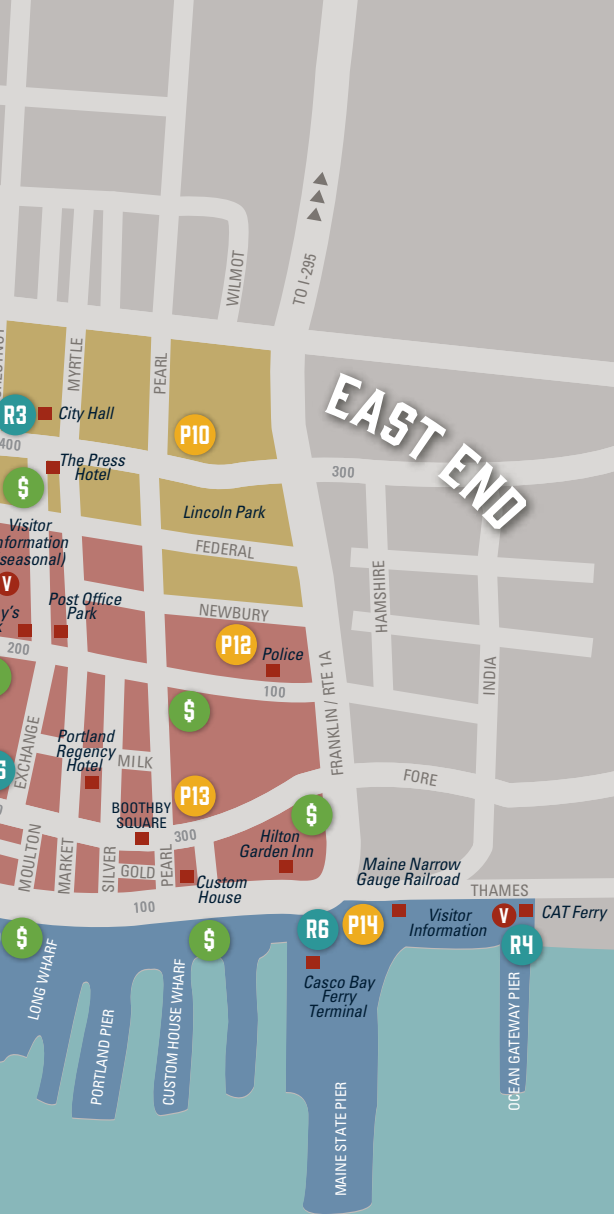 WILMOT
TO I-295
MYRTLE
PEARL
EAST END
R3
City Hall
P10
400
The Press
Hotel
300
$
Lincoln Park
Visitor
(seasonal)
FEDERAL
V
Post Office
Park
NEWBURY
HAMSHIRE
P12
Police
200
100
INDIA
FRANKLIN / RTE 1A
$
EXCHANGE
Portland
Regency
Hotel
MILK
FORE
P13
BOOTHBY
SQUARE
$
300
Hilton
Garden Inn
MOULTON
MARKET
SILVER
GOLD
PEARL
Custom
House
Maine Narrow
Gauge Railroad
THAMES
100
$
$
R6
P14
Visitor
Information
V
CAT Ferry
R4
LONG WHARF
PORTLAND PIER
CUSTOM HOUSE WHARF
Casco Bay
Ferry
Terminal
MAINE STATE PIER
OCEAN GATEWAY PIER